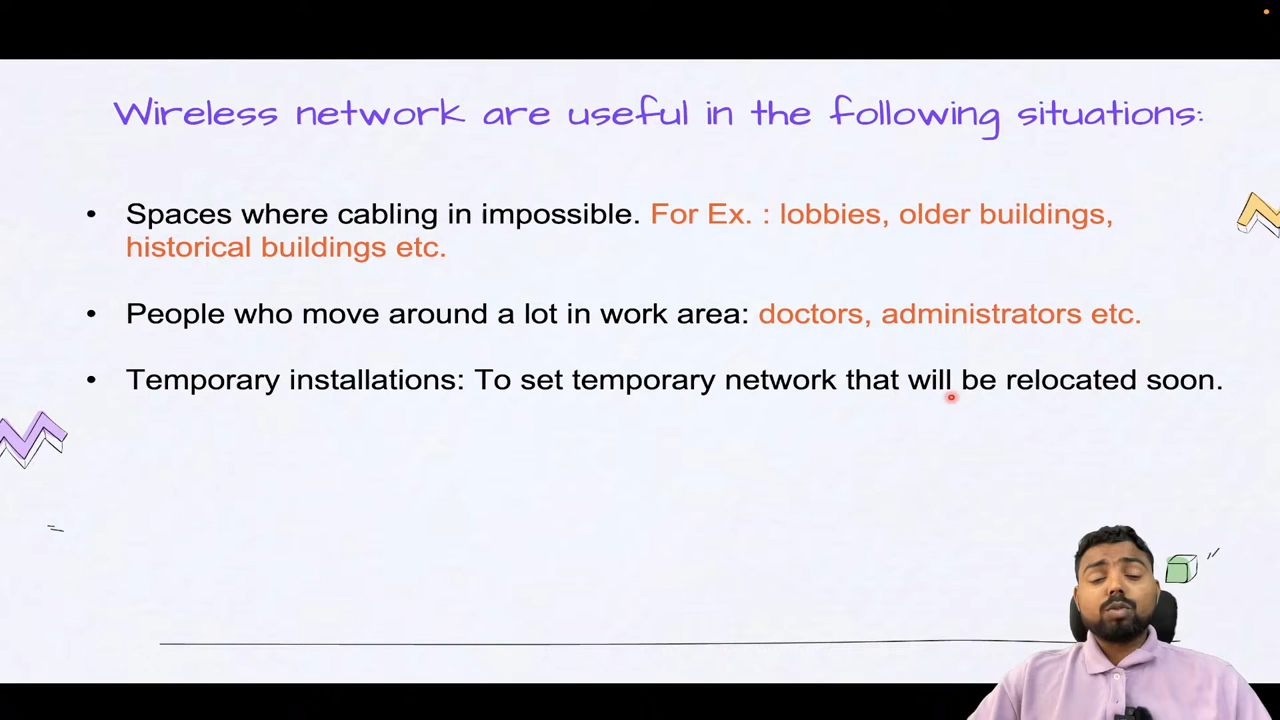 Wireless network are useful in the following situations:
• Spaces where cabling in impossible. For Ex. : lobbies, older buildings,
historical buildings etc.
• People who move around a lot in work area: doctors, administrators etc.
• Temporary installations: To set temporary network that will be relocated soon.